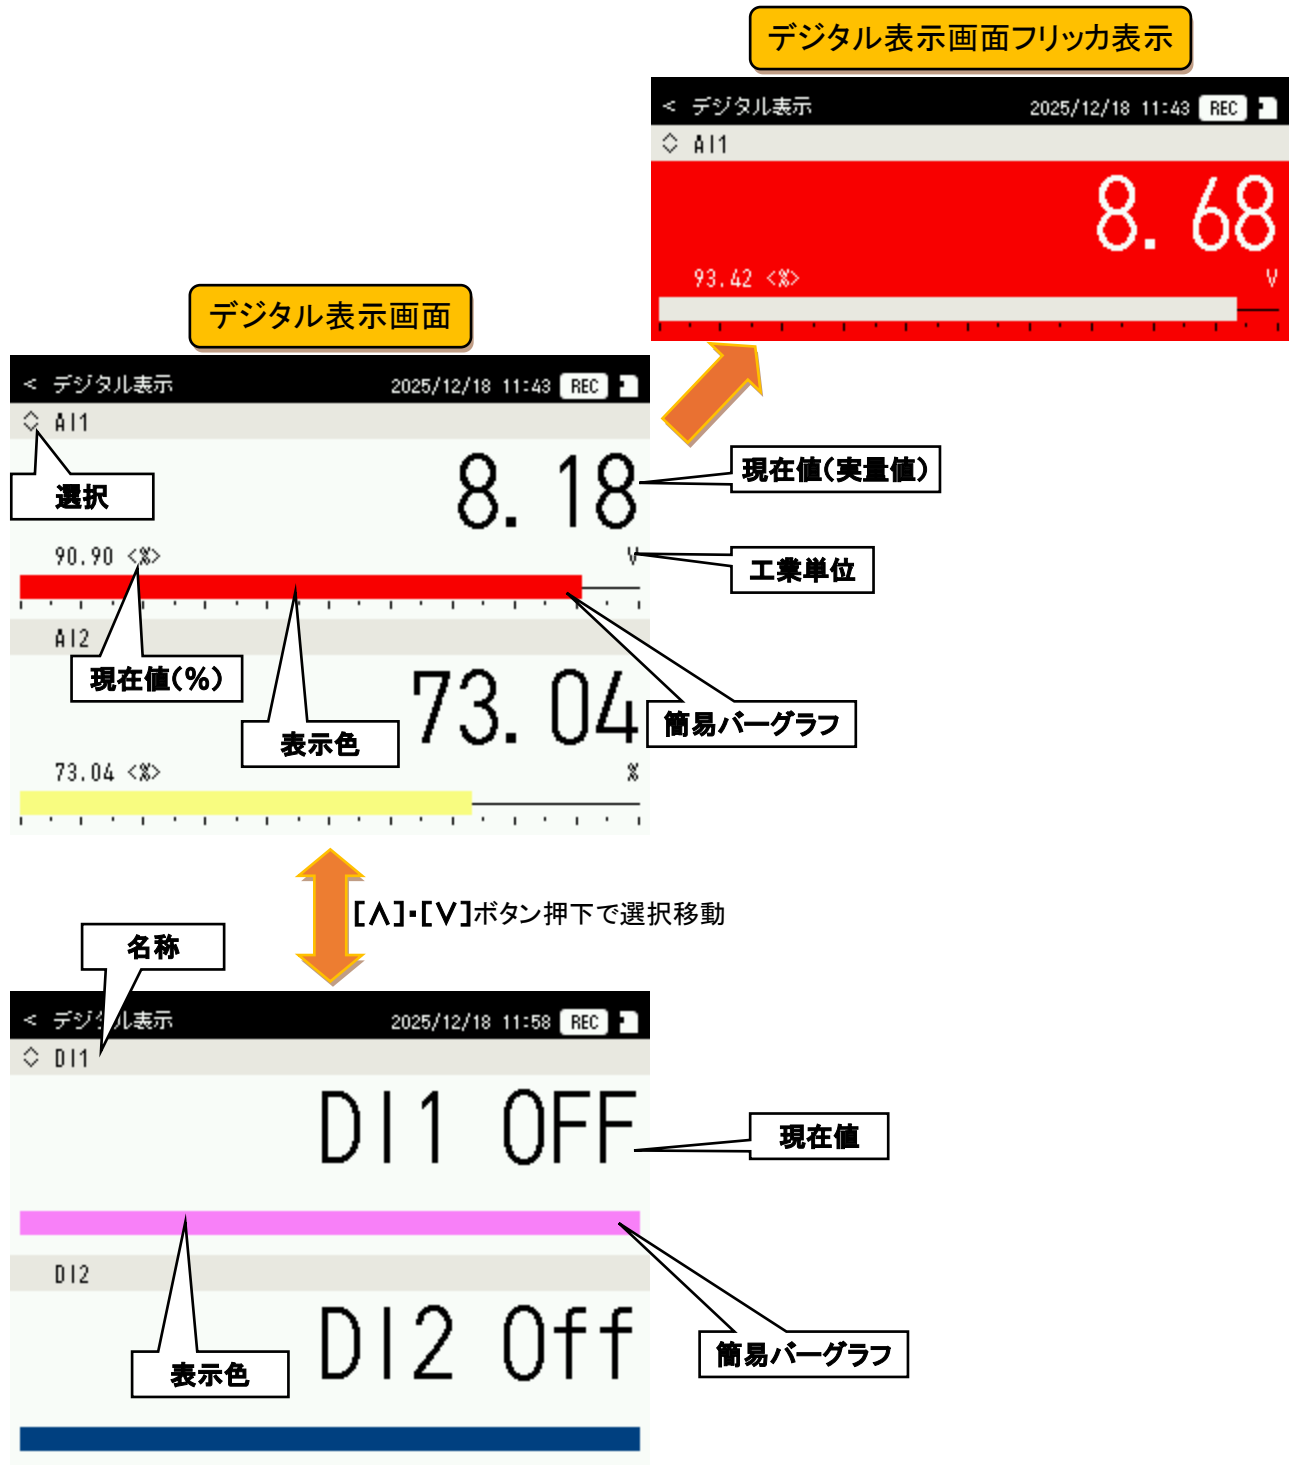 デジタル表示画面フリッカ表示
< デジタル表示 2025/12/18 11:43 REC
AI1
8.68
93.42 <%> V
デジタル表示画面
< デジタル表示 2025/12/18 11:43 REC
AI1
8.18
現在値(実量値)
選択
90.90 <%> V
工業単位
AI2
現在値(%)
73.04
簡易バーグラフ
表示色
73.04 <%> %
[∧]・[∨]ボタン押下で選択移動
名称
< デジタル表示 2025/12/18 11:58 REC
DI1
DI1 OFF
現在値
DI2
DI2 Off
簡易バーグラフ
表示色